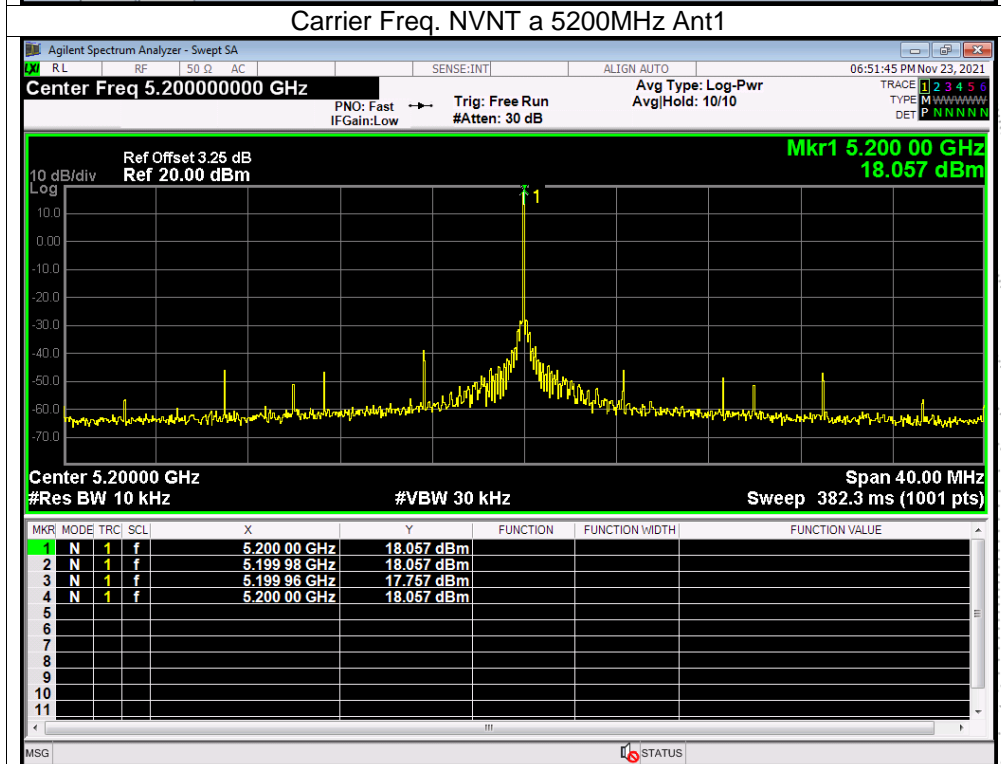 Carrier Freq. NVNT a 5200MHz Ant1
Agilent Spectrum Analyzer - Swept SA
LXI RL RF 50 Ω AC SENSE:INT ALIGN AUTO 06:51:45 PM Nov 23, 2021
Center Freq 5.200000000 GHz
PNO: Fast
IFGain:Low
Trig: Free Run
#Atten: 30 dB
Avg Type: Log-Pwr
Avg|Hold: 10/10
TRACE 1 2 3 4 5 6
TYPE M WWWWW
DET P N N N N N
Mkr1 5.200 00 GHz
18.057 dBm
Ref Offset 3.25 dB
10 dB/div Ref 20.00 dBm
Log
1
10.0
0.00
-10.0
-20.0
-30.0
-40.0
-50.0
-60.0
-70.0
Center 5.20000 GHz Span 40.00 MHz
#Res BW 10 kHz #VBW 30 kHz Sweep 382.3 ms (1001 pts)
MKR MODE TRC SCL X Y FUNCTION FUNCTION WIDTH FUNCTION VALUE
1 N 1 f 5.200 00 GHz 18.057 dBm
2 N 1 f 5.199 98 GHz 18.057 dBm
3 N 1 f 5.199 96 GHz 17.757 dBm
4 N 1 f 5.200 00 GHz 18.057 dBm
5
6
7
8
9
10
11
MSG STATUS